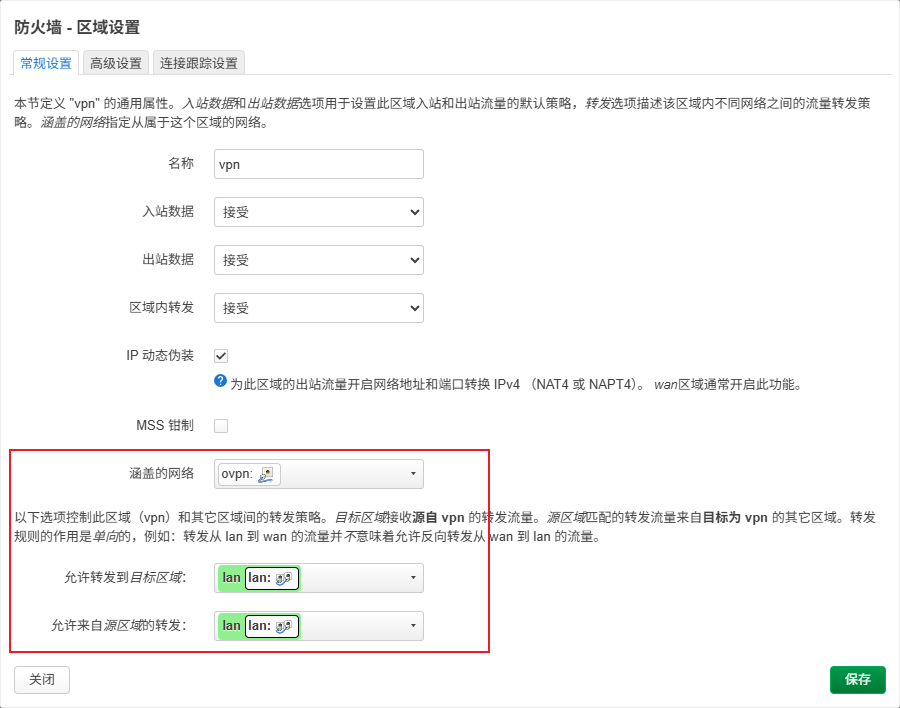 防火墙 - 区域设置
常规设置 高级设置 连接跟踪设置
本节定义 "vpn" 的通用属性。入站数据和出站数据选项用于设置此区域入站和出站流量的默认策略，转发选项描述该区域内不同网络之间的流量转发策
略。涵盖的网络指定从属于这个区域的网络。
名称 vpn
入站数据 接受
出站数据 接受
区域内转发 接受
IP 动态伪装
为此区域的出站流量开启网络地址和端口转换 IPv4 （NAT4 或 NAPT4）。 wan区域通常开启此功能。
MSS 钳制
涵盖的网络 ovpn:
以下选项控制此区域（vpn）和其它区域间的转发策略。目标区域接收源自 vpn 的转发流量。源区域匹配的转发流量来自目标为 vpn 的其它区域。转发
规则的作用是单向的，例如：转发从 lan 到 wan 的流量并不意味着允许反向转发从 wan 到 lan 的流量。
允许转发到目标区域： lan lan:
允许来自源区域的转发： lan lan:
关闭 保存